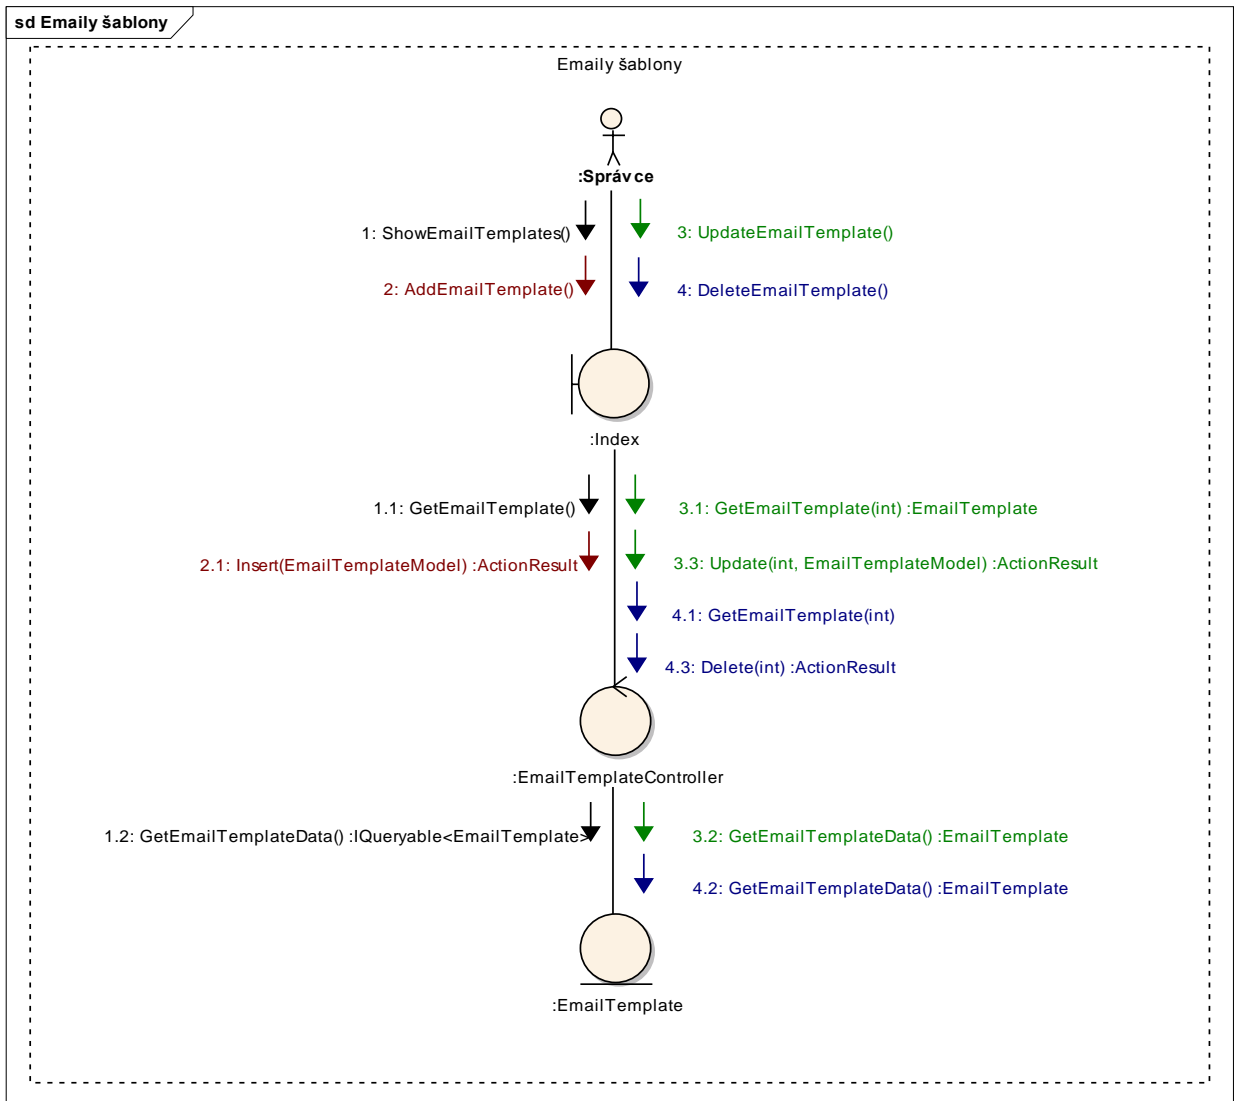 sd Emaily šablony
Emaily šablony
:Správce
1: ShowEmailTemplates()
3: UpdateEmailTemplate()
2: AddEmailTemplate()
4: DeleteEmailTemplate()
:Index
1.1: GetEmailTemplate()
3.1: GetEmailTemplate(int) :EmailTemplate
2.1: Insert(EmailTemplateModel) :ActionResult
3.3: Update(int, EmailTemplateModel) :ActionResult
4.1: GetEmailTemplate(int)
4.3: Delete(int) :ActionResult
:EmailTemplateController
1.2: GetEmailTemplateData() :IQueryable<EmailTemplate>
3.2: GetEmailTemplateData() :EmailTemplate
4.2: GetEmailTemplateData() :EmailTemplate
:EmailTemplate